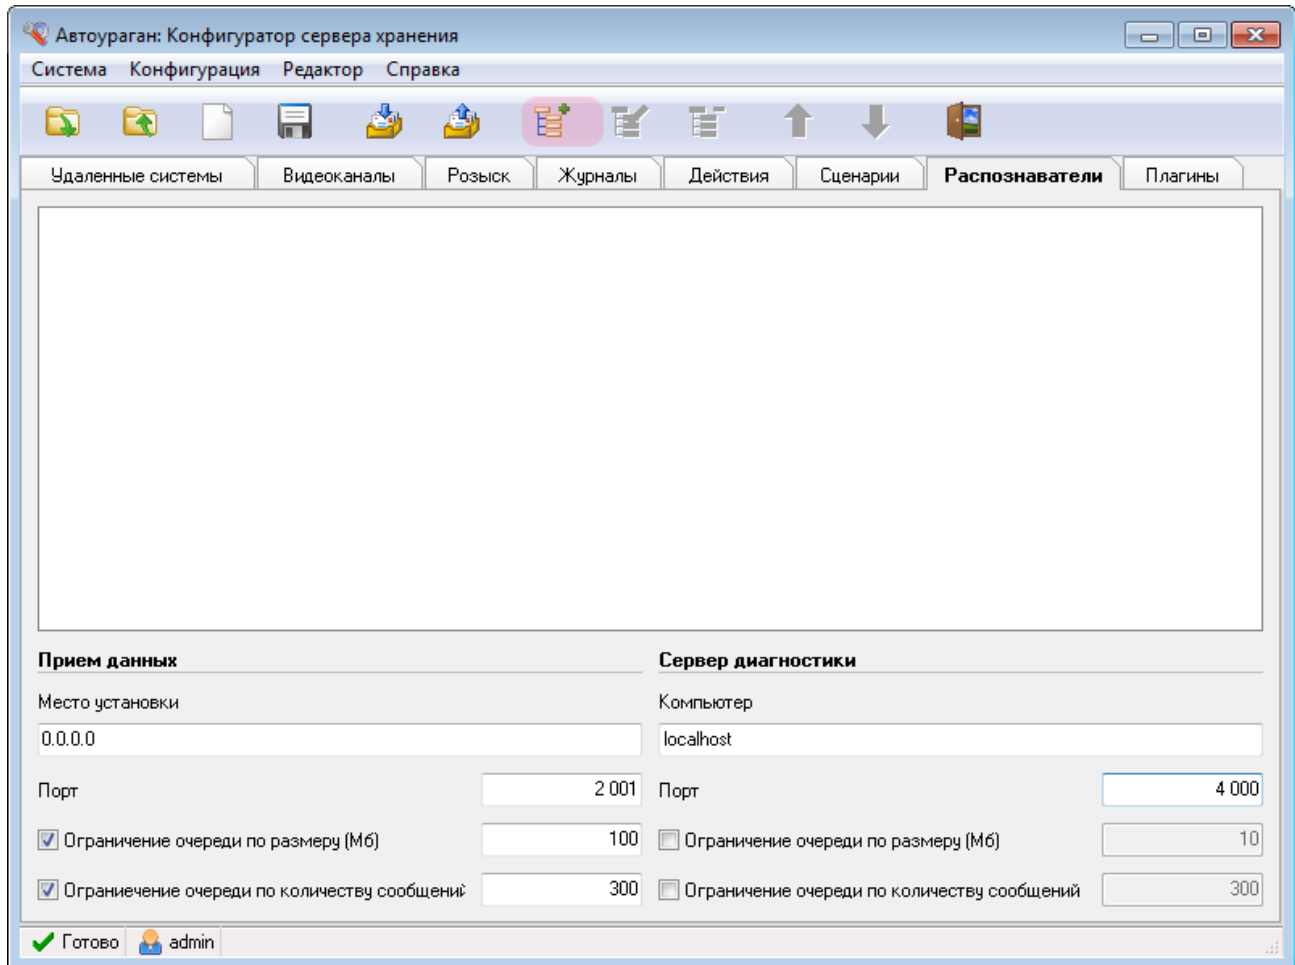 Автоураган: Конфигуратор сервера хранения
Система Конфигурация Редактор Справка
Удаленные системы Видеоканалы Розыск Журналы Действия Сценарии Распознаватели Плагины
Прием данных Сервер диагностики
Место установки Компьютер
0.0.0.0 localhost
Порт 2 001 Порт 4 000
Ограничение очереди по размеру (Мб) 100 Ограничение очереди по размеру (Мб) 10
Ограниечение очереди по количеству сообщений 300 Ограничение очереди по количеству сообщений 300
Готово admin